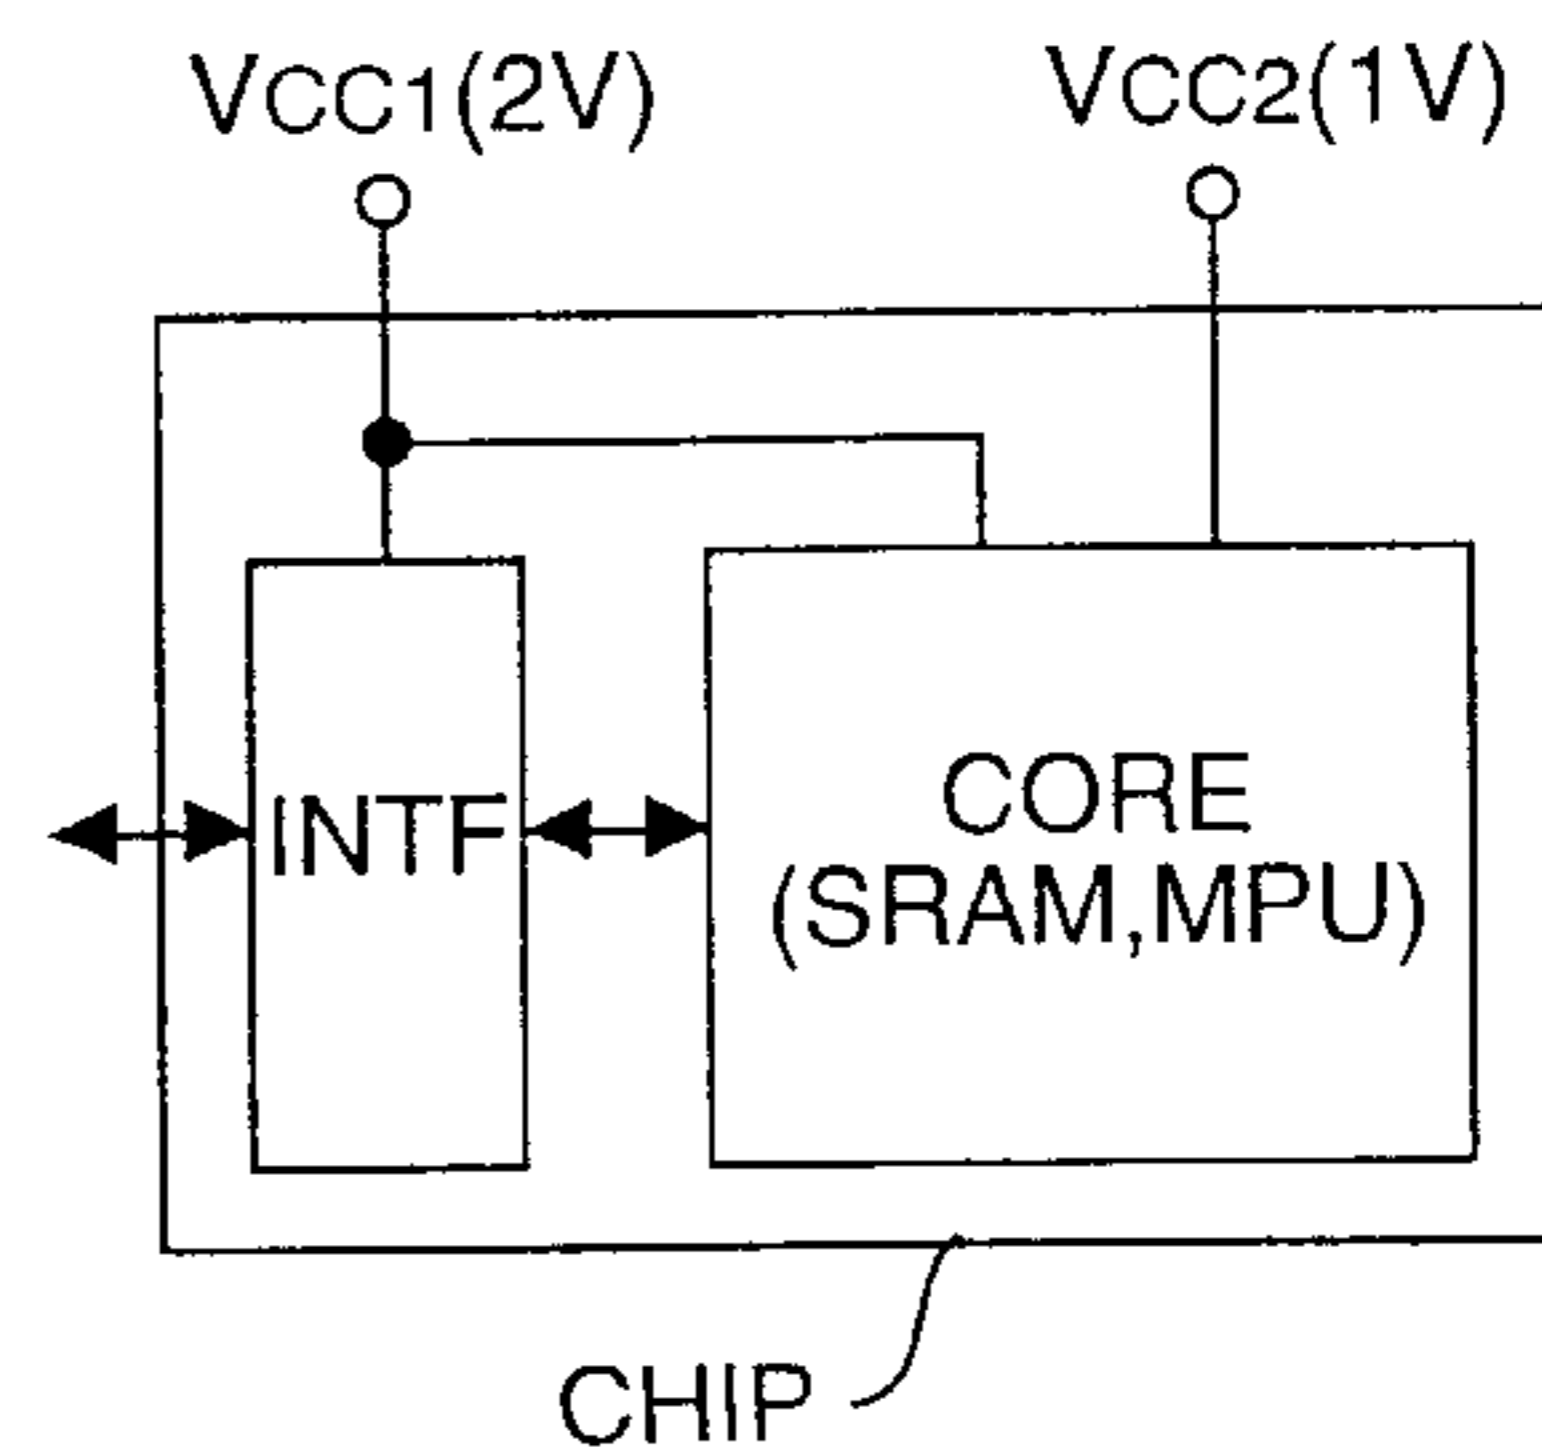 VCC1(2V)
VCC2(1V)
INTF
CORE
(SRAM,MPU)
CHIP